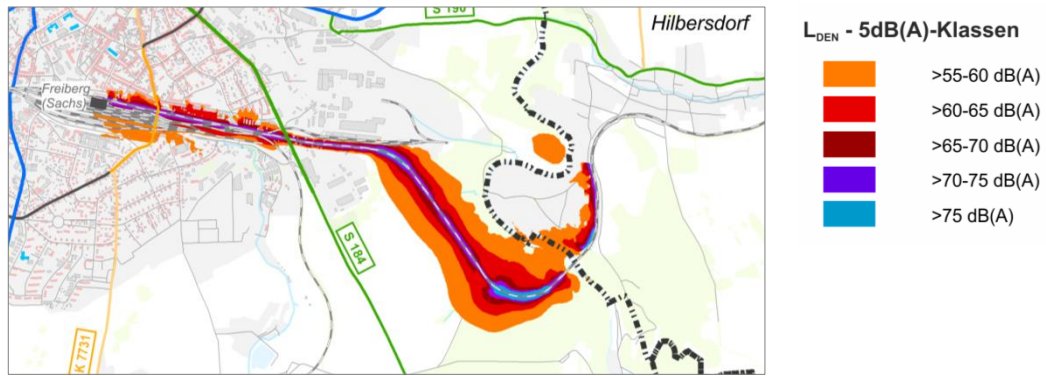 S 190
Hilbersdorf
Freiberg
(Sachs)
S 184
K 7731
L_DEN - 5dB(A)-Klassen
>55-60 dB(A)
>60-65 dB(A)
>65-70 dB(A)
>70-75 dB(A)
>75 dB(A)